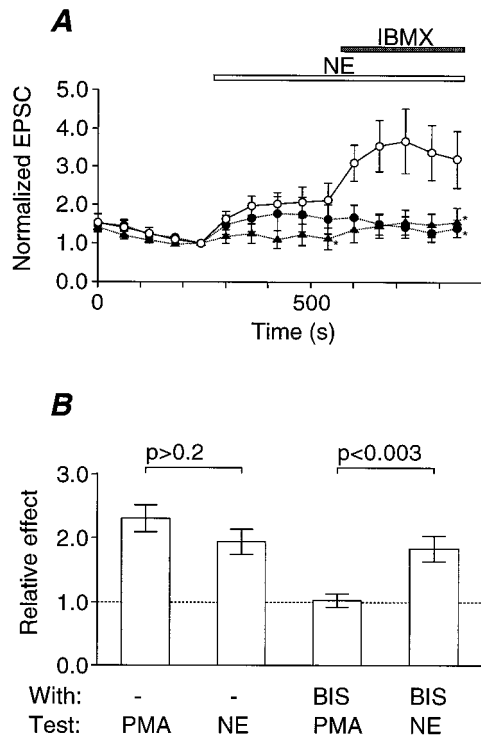 A
IBMX
NE
Normalized EPSC
5.0
4.0
3.0
2.0
1.0
0.0
* * *
0 500
Time (s)
B
p>0.2 p<0.003
Relative effect
3.0
2.0
1.0
0.0
With: - - BIS BIS
Test: PMA NE PMA NE